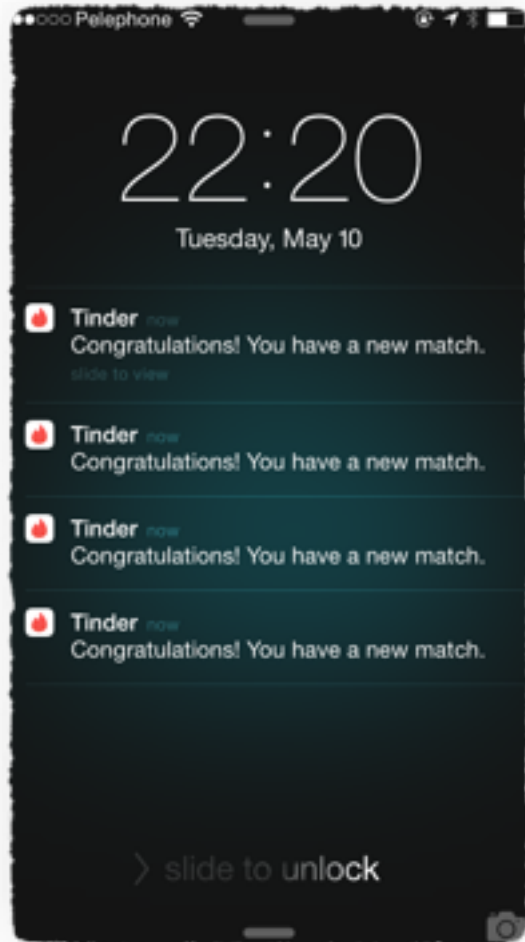 Pelephone
22:20
Tuesday, May 10
Tinder now
Congratulations! You have a new match.
slide to view
Tinder now
Congratulations! You have a new match.
Tinder now
Congratulations! You have a new match.
Tinder now
Congratulations! You have a new match.
> slide to unlock